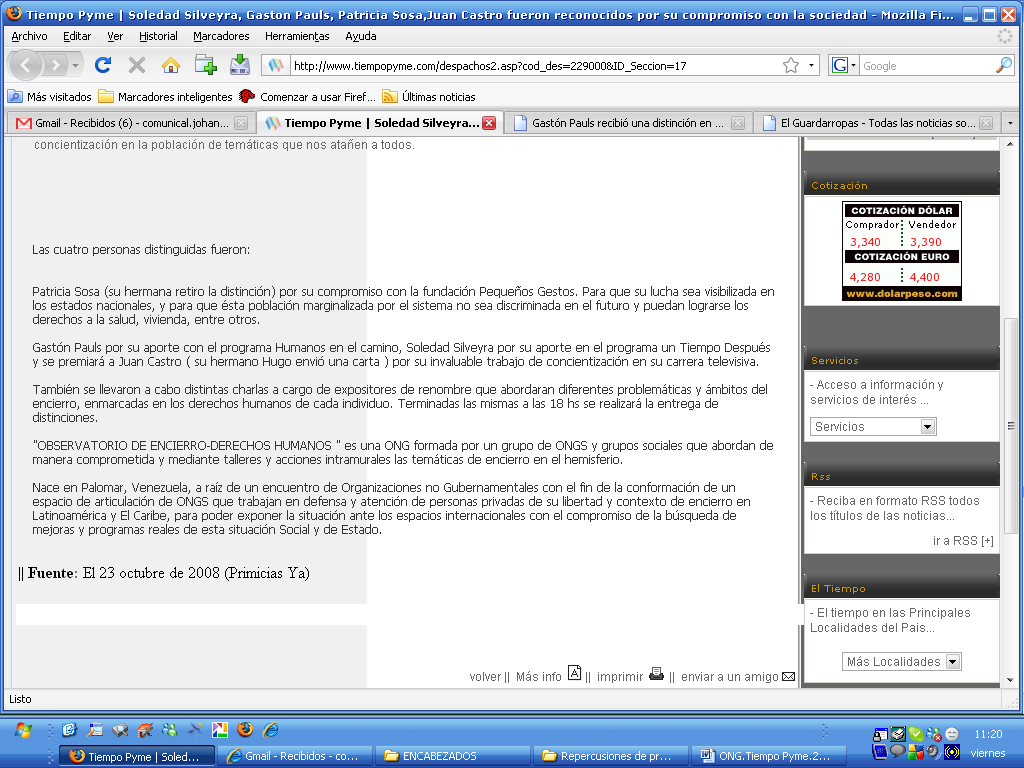 Tiempo Pyme | Soledad Silveyra, Gaston Pauls, Patricia Sosa,Juan Castro fueron reconocidos por su compromiso con la sociedad - Mozilla Fi...
Archivo Editar Ver Historial Marcadores Herramientas Ayuda
http://www.tiempopyme.com/despachos2.asp?cod_des=229000&ID_Seccion=17
Google
Más visitados Marcadores inteligentes Comenzar a usar Firef... Últimas noticias
Gmail - Recibidos (6) - comunical.johan... Tiempo Pyme | Soledad Silveyra... Gastón Pauls recibió una distinción en ... El Guardarropas - Todas las noticias so...
concientización en la población de temáticas que nos atañen a todos.
Las cuatro personas distinguidas fueron:
Patricia Sosa (su hermana retiro la distinción) por su compromiso con la fundación Pequeños Gestos. Para que su lucha sea visibilizada en
los estados nacionales, y para que ésta población marginalizada por el sistema no sea discriminada en el futuro y puedan lograrse los
derechos a la salud, vivienda, entre otros.
Gastón Pauls por su aporte con el programa Humanos en el camino, Soledad Silveyra por su aporte en el programa un Tiempo Después
y se premiará a Juan Castro ( su hermano Hugo envió una carta ) por su invaluable trabajo de concientización en su carrera televisiva.
También se llevaron a cabo distintas charlas a cargo de expositores de renombre que abordaran diferentes problemáticas y ámbitos del
encierro, enmarcadas en los derechos humanos de cada individuo. Terminadas las mismas a las 18 hs se realizará la entrega de
distinciones.
"OBSERVATORIO DE ENCIERRO-DERECHOS HUMANOS " es una ONG formada por un grupo de ONGS y grupos sociales que abordan de
manera comprometida y mediante talleres y acciones intramurales las temáticas de encierro en el hemisferio.
Nace en Palomar, Venezuela, a raíz de un encuentro de Organizaciones no Gubernamentales con el fin de la conformación de un
espacio de articulación de ONGS que trabajan en defensa y atención de personas privadas de su libertad y contexto de encierro en
Latinoamérica y El Caribe, para poder exponer la situación ante los espacios internacionales con el compromiso de la búsqueda de
mejoras y programas reales de esta situación Social y de Estado.
|| Fuente: El 23 octubre de 2008 (Primicias Ya)
volver || Más info || imprimir || enviar a un amigo
Cotización
COTIZACIÓN DÓLAR
Comprador Vendedor
3,340 3,390
COTIZACIÓN EURO
4,280 4,400
www.dolarpeso.com
Servicios
- Acceso a información y
servicios de interés ...
Servicios
Rss
- Reciba en formato RSS todos
los títulos de las noticias...
ir a RSS [+]
El Tiempo
- El tiempo en las Principales
Localidades del Pais...
Más Localidades
Listo
Tiempo Pyme | Soled... Gmail - Recibidos - co... ENCABEZADOS Repercusiones de pr... ONG.Tiempo Pyme.2...
11:20
viernes